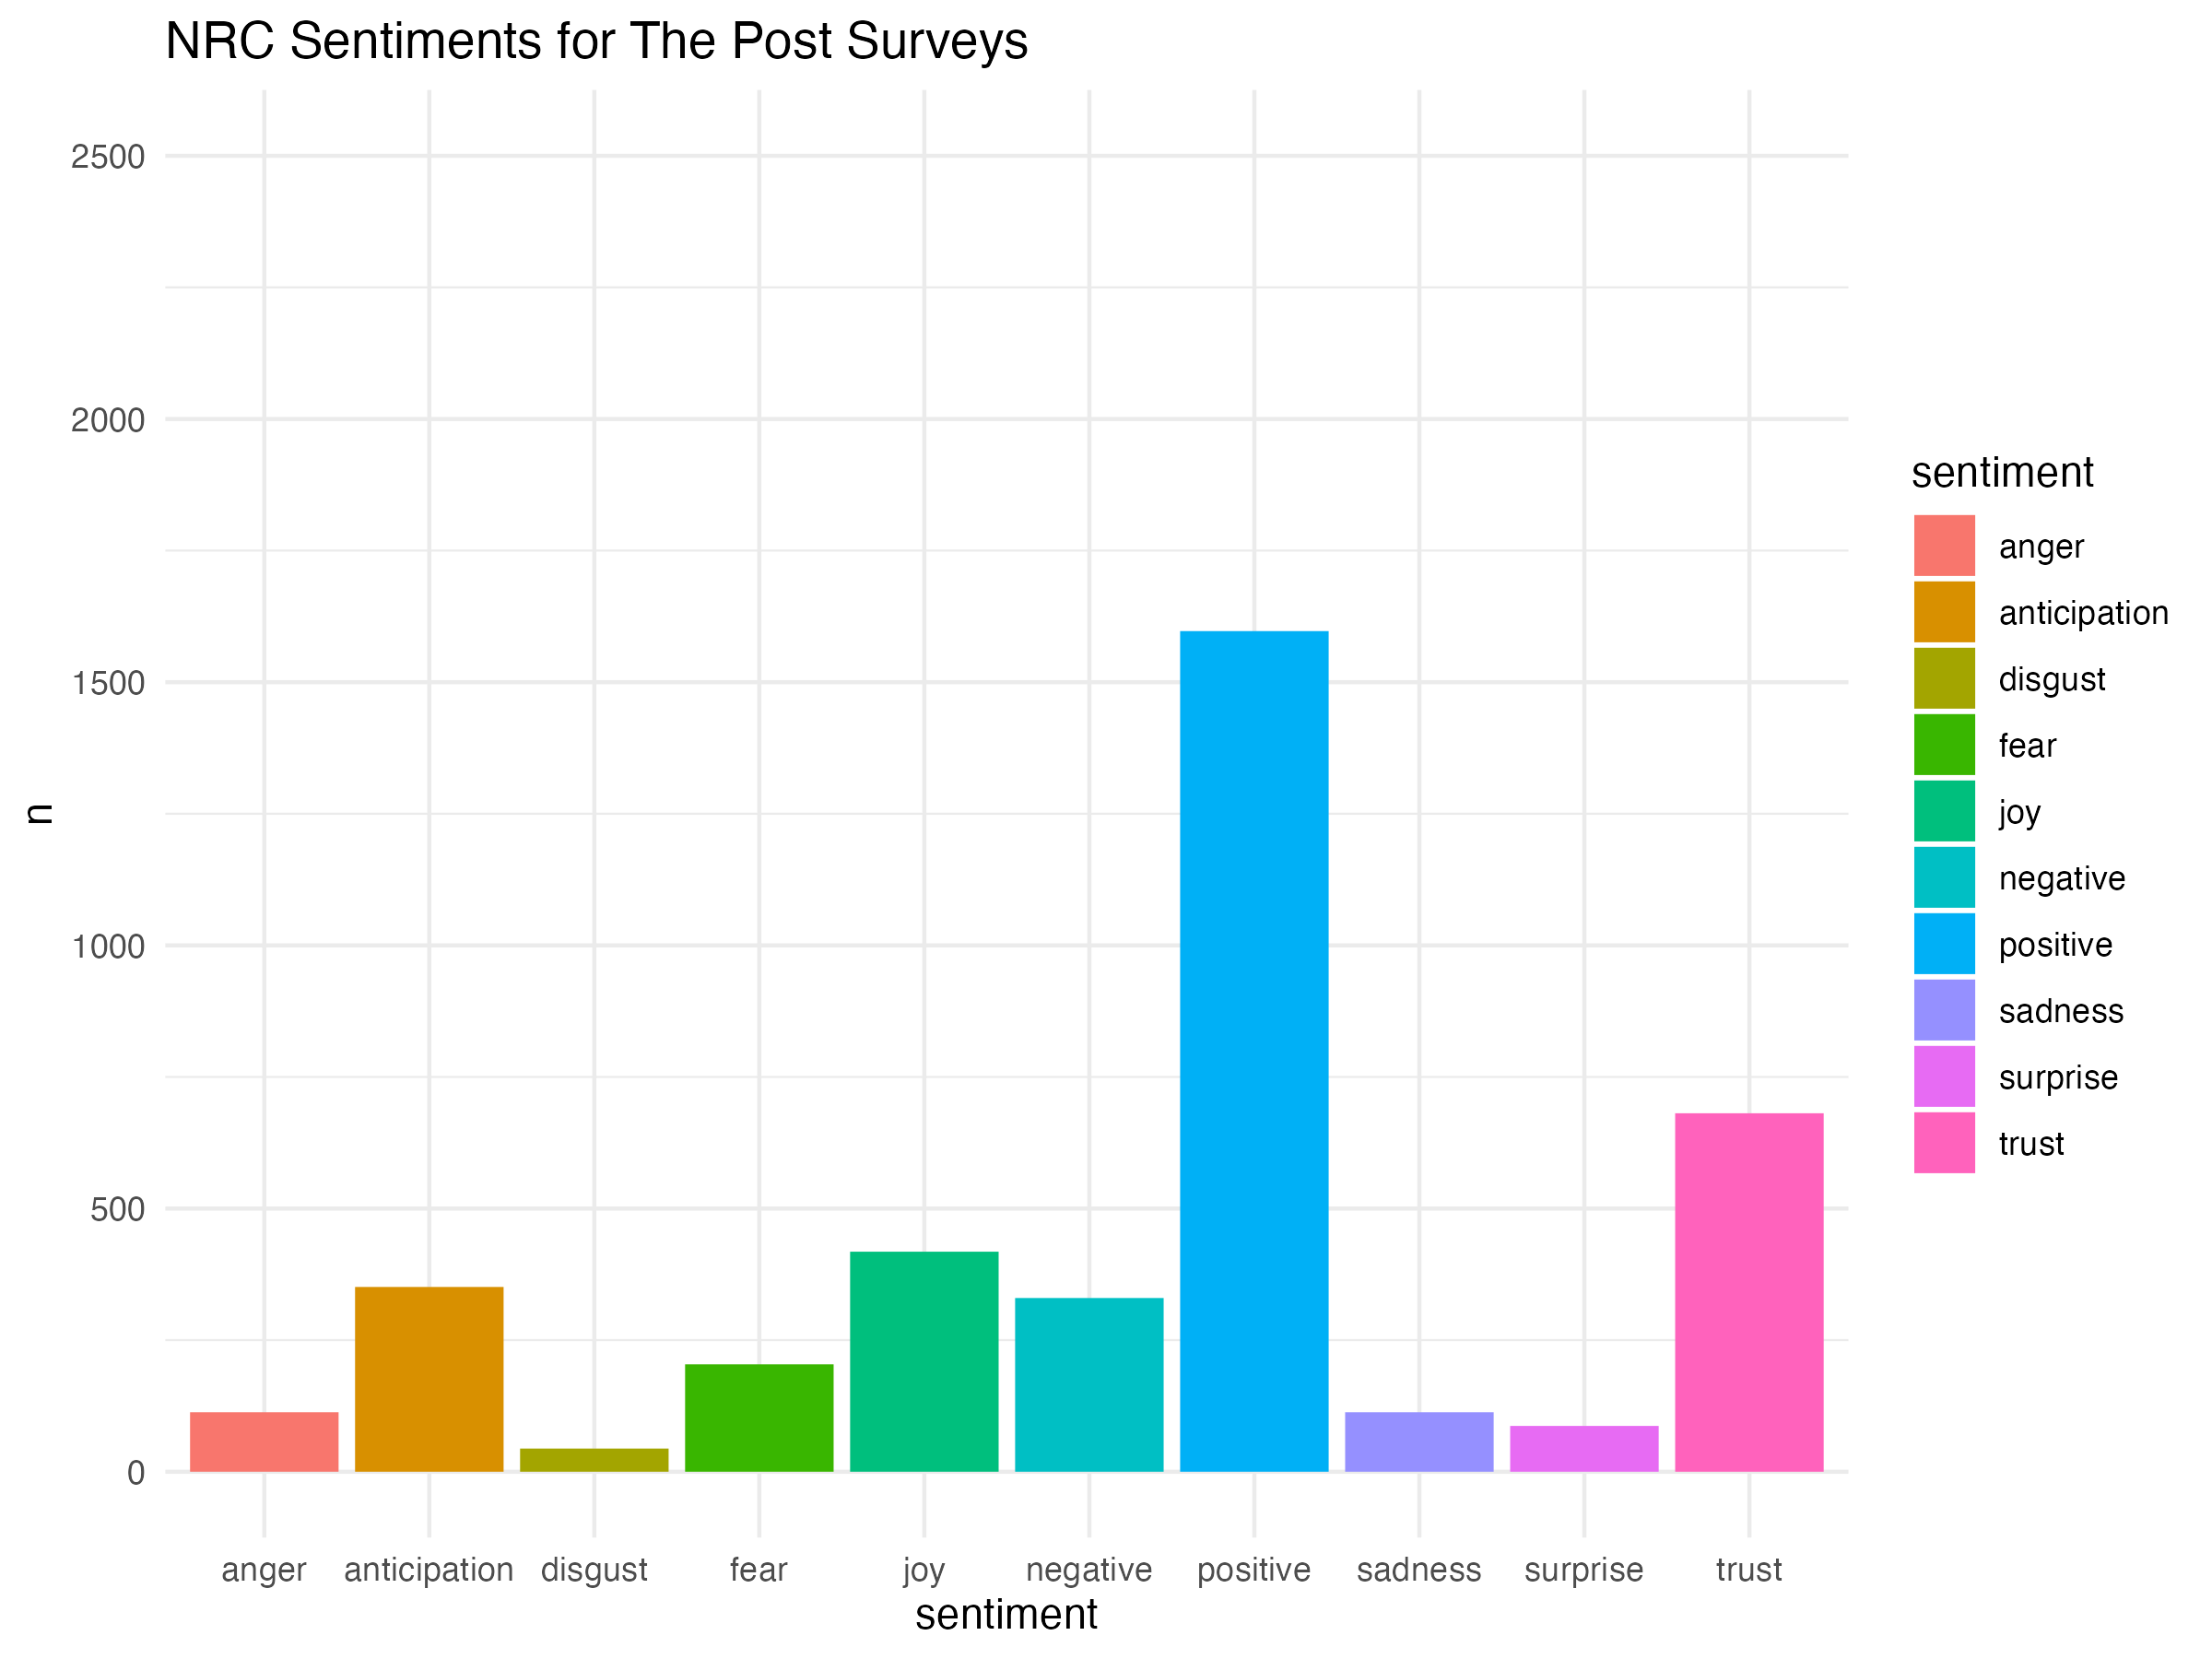 NRC Sentiments for The Post Surveys
2500
2000
1500
1000
500
0
n
anger anticipation disgust fear joy negative positive sadness surprise trust
sentiment
sentiment
anger
anticipation
disgust
fear
joy
negative
positive
sadness
surprise
trust